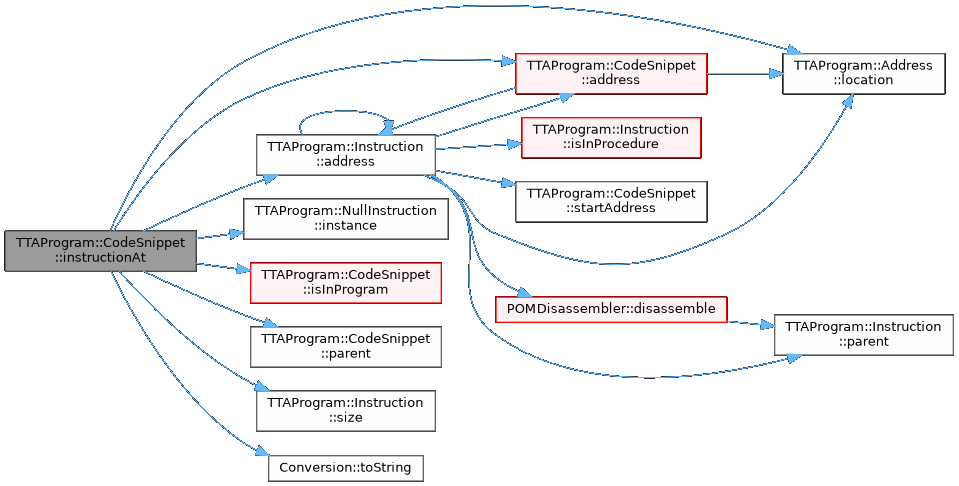 TTAProgram::CodeSnippet
::instructionAt
TTAProgram::Instruction
::address
TTAProgram::NullInstruction
::instance
TTAProgram::CodeSnippet
::isInProgram
TTAProgram::CodeSnippet
::parent
TTAProgram::Instruction
::size
Conversion::toString
TTAProgram::CodeSnippet
::address
TTAProgram::Instruction
::isInProcedure
TTAProgram::CodeSnippet
::startAddress
POMDisassembler::disassemble
TTAProgram::Address
::location
TTAProgram::Instruction
::parent